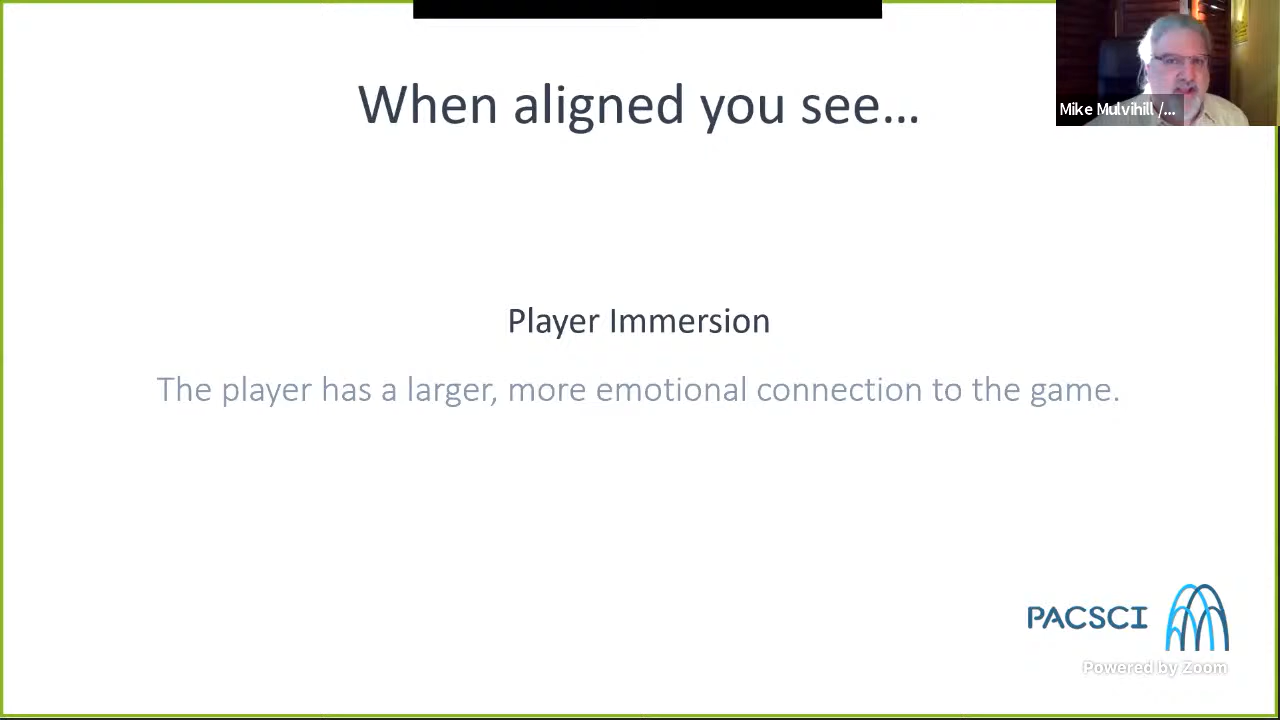 When aligned you see...
Mike Mulvihill /...
Player Immersion
The player has a larger, more emotional connection to the game.
PACSCI
Powered by Zoom